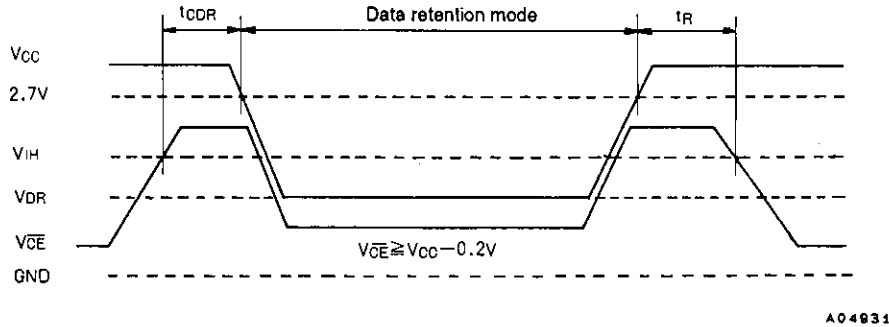 tCDR Data retention mode tR
VCC
2.7V
VIH
VDR
VCE
VCE≧VCC−0.2V
GND
A04931